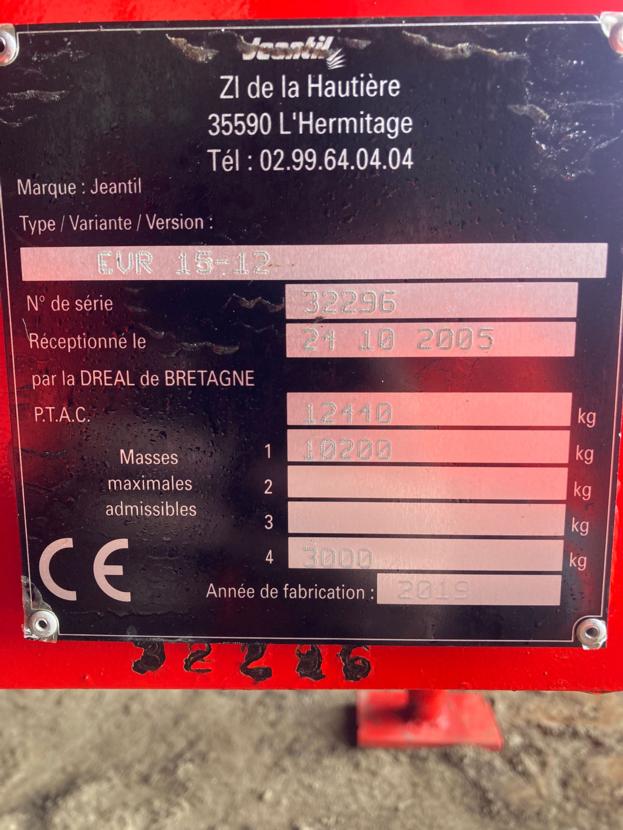 Jeantil
ZI de la Hautière
35590 L'Hermitage
Tél : 02.99.64.04.04
Marque : Jeantil
Type / Variante / Version :
EVR 15-12
N° de série 32296
Réceptionné le 24 10 2005
par la DREAL de BRETAGNE
P.T.A.C. 12440 kg
Masses maximales admissibles
1 10200 kg
2 kg
3 kg
4 3000 kg
CE
Année de fabrication : 2019
32296